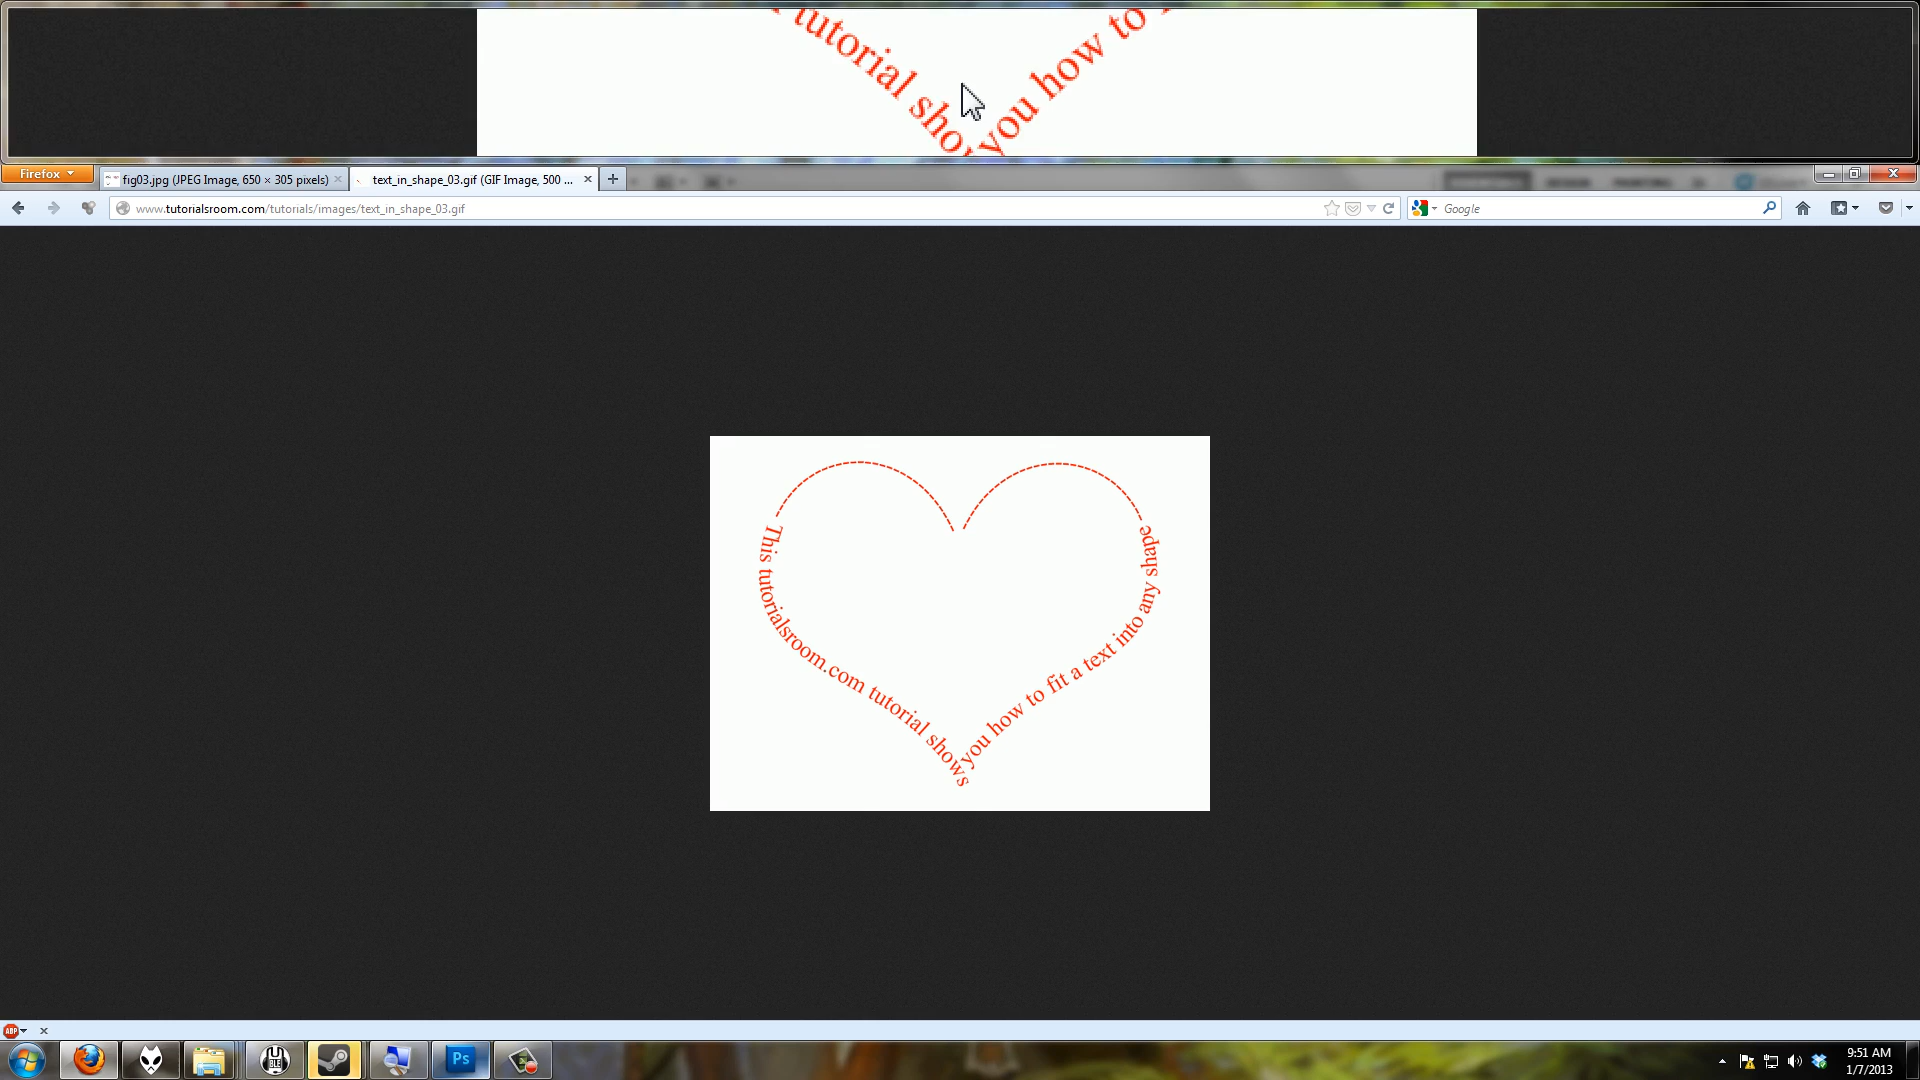 tutorial sho
you how to
Firefox
fig03.jpg (JPEG Image, 650 × 305 pixels)
text_in_shape_03.gif (GIF Image, 500 ...
www.tutorialsroom.com/tutorials/images/text_in_shape_03.gif
Google
This tutorialsroom.com tutorial shows
you how to fit a text into any shape
ABP
Ps
9:51 AM
1/7/2013